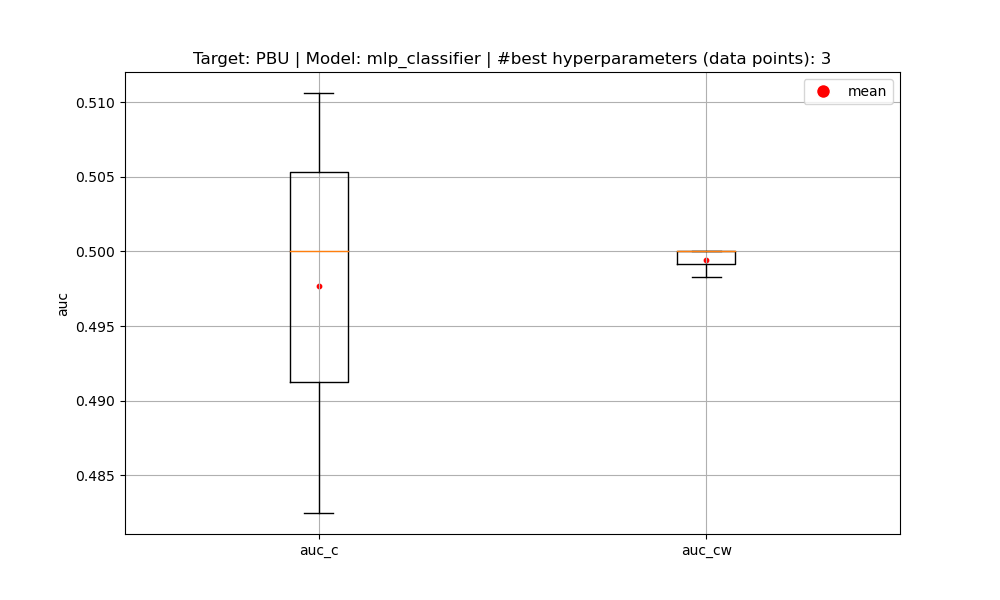 Target: PBU | Model: mlp_classifier | #best hyperparameters (data points): 3
mean
0.510
0.505
0.500
0.495
0.490
0.485
auc
auc_c
auc_cw